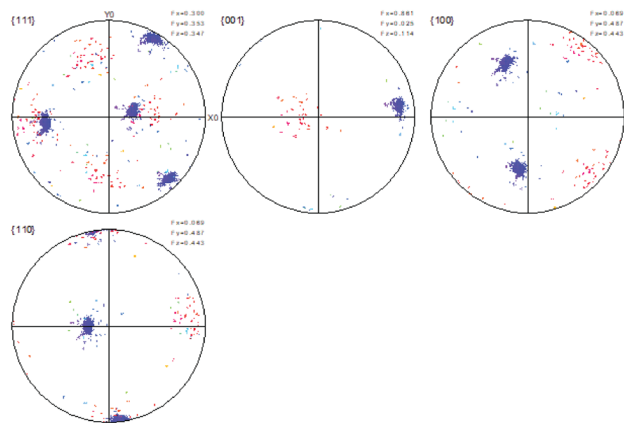 {111}
Y0
Fx=0.300
Fy=0.353
Fz=0.347
X0
{001}
Fx=0.861
Fy=0.025
Fz=0.114
{100}
Fx=0.069
Fy=0.487
Fz=0.443
{110}
Fx=0.069
Fy=0.487
Fz=0.443